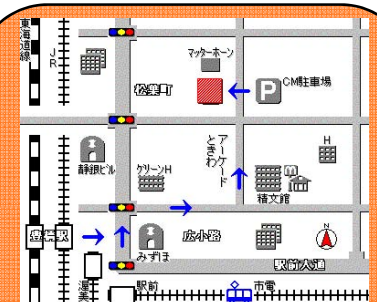 東海道線
JR
マッターホーン
松葉町
P CM駐車場
静銀ビル
グリーンH
アーケード
ときわ
H
精文館
豊橋駅
広小路
みずほ
N
駅前大通
渥美
駅前
市電